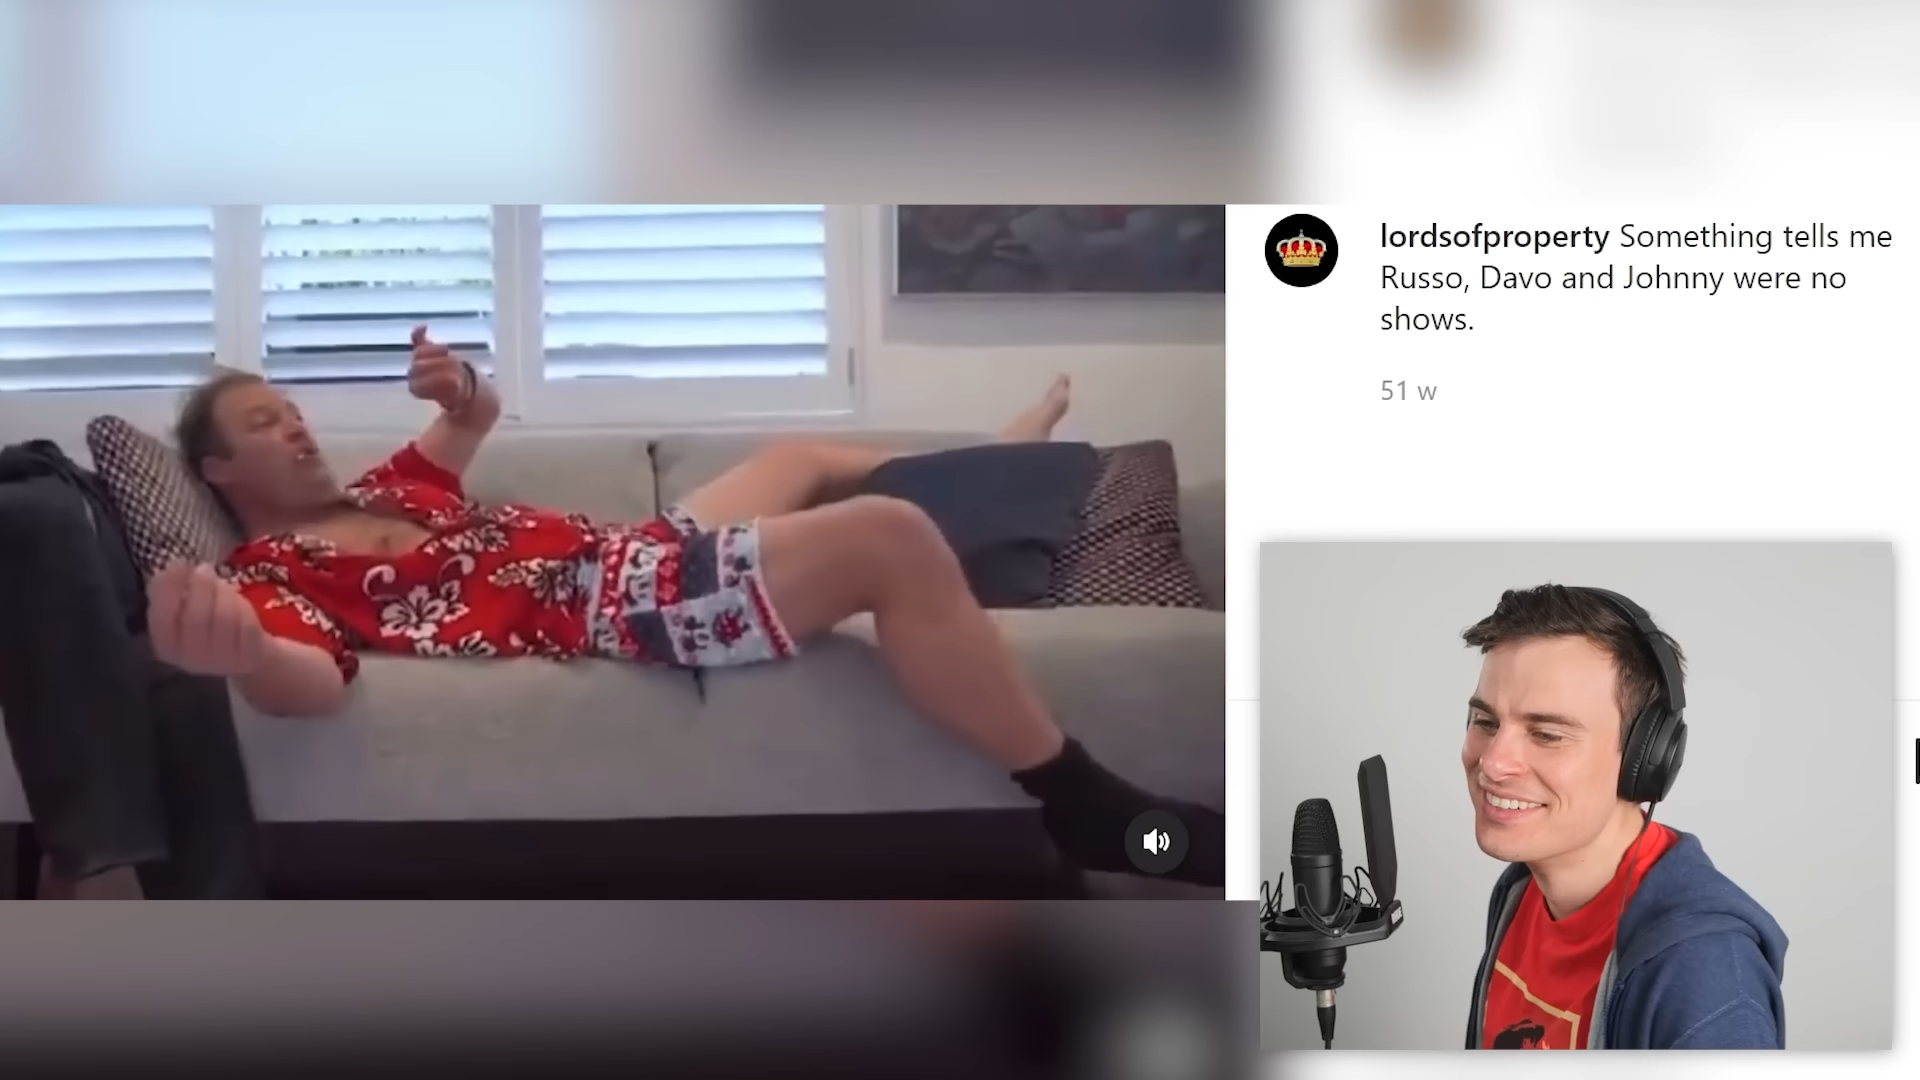 lordsofproperty Something tells me
Russo, Davo and Johnny were no
shows.
51 w